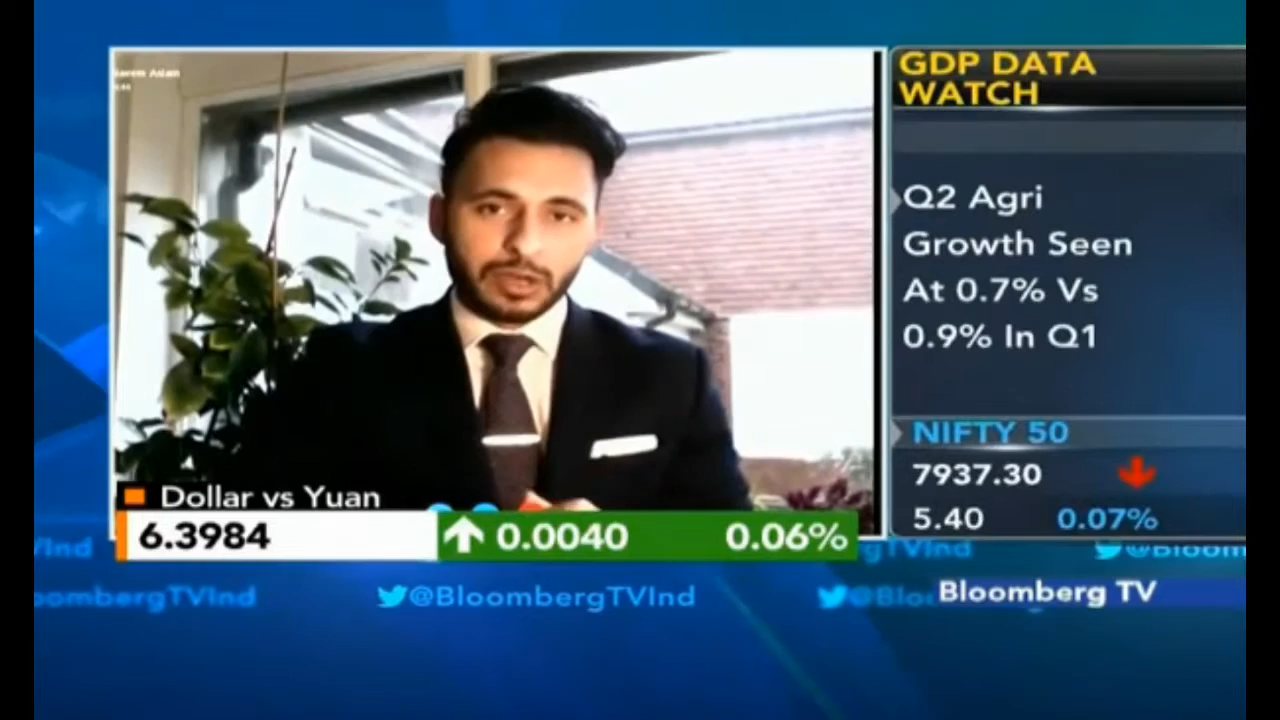 Aslam
GDP DATA
WATCH
Q2 Agri
Growth Seen
At 0.7% Vs
0.9% In Q1
NIFTY 50
7937.30
5.40 0.07%
Dollar vs Yuan
6.3984 0.0040 0.06%
@BloombergTVInd
Bloomberg TV